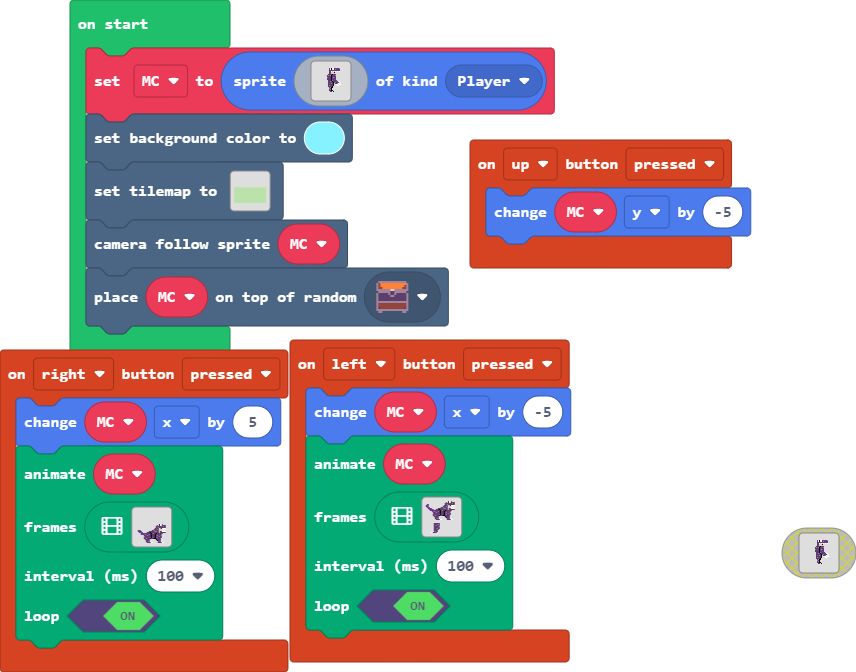 on start
set MC to sprite of kind Player
set background color to
set tilemap to
camera follow sprite MC
place MC on top of random
on up button pressed
change MC y by -5
on right button pressed
change MC x by 5
animate MC
frames
interval (ms) 100
loop ON
on left button pressed
change MC x by -5
animate MC
frames
interval (ms) 100
loop ON